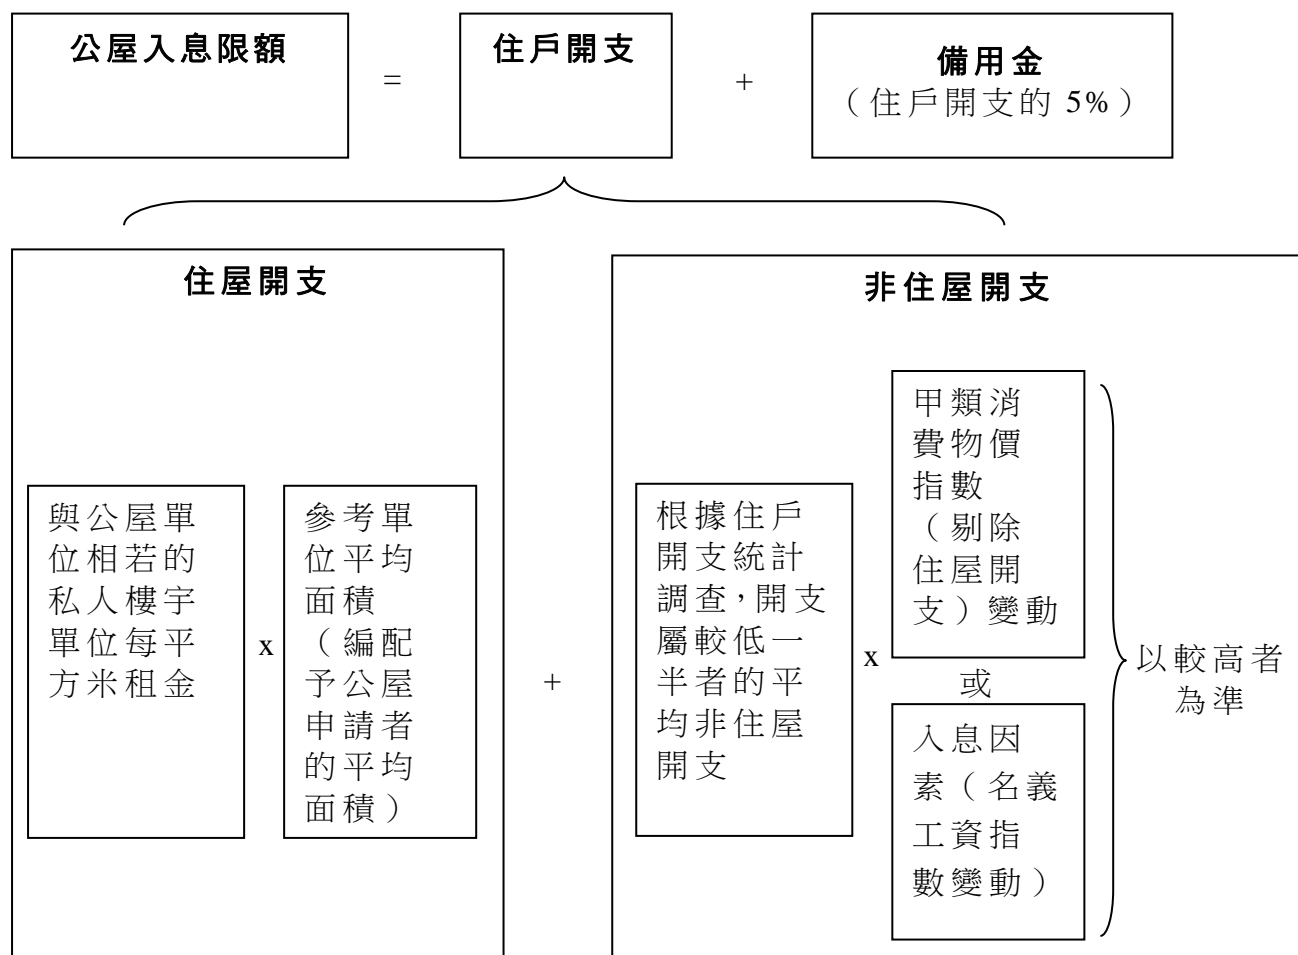 公屋入息限額
=
住戶開支
+
備用金
（住戶開支的 5%）
住屋開支
與公屋單
位相若的
私人樓宇
單位每平
方米租金
x
參考單
位平均
面積
（編配
予公屋
申請者
的平均
面積）
+
非住屋開支
根據住戶
開支統計
調查，開支
屬較低一
半者的平
均非住屋
開支
x
甲類消
費物價
指數
（剔除
住屋開
支）變動
或
入息因
素（名義
工資指
數變動）
以較高者
為準